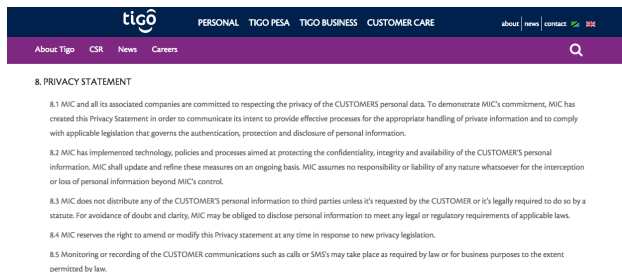 tigo
PERSONAL TIGO PESA TIGO BUSINESS CUSTOMER CARE
about | news | contact
About Tigo CSR News Careers
8. PRIVACY STATEMENT
8.1 MIC and all its associated companies are committed to respecting the privacy of the CUSTOMERS personal data. To demonstrate MIC's commitment, MIC has
created this Privacy Statement in order to communicate its intent to provide effective processes for the appropriate handling of private information and to comply
with applicable legislation that governs the authentication, protection and disclosure of personal information.
8.2 MIC has implemented technology, policies and processes aimed at protecting the confidentiality, integrity and availability of the CUSTOMER'S personal
information. MIC shall update and refine these measures on an ongoing basis. MIC assumes no responsibility or liability of any nature whatsoever for the interception
or loss of personal information beyond MIC's control.
8.3 MIC does not distribute any of the CUSTOMER'S personal information to third parties unless it's requested by the CUSTOMER or it's legally required to do so by a
statute. For avoidance of doubt and clarity, MIC may be obliged to disclose personal information to meet any legal or regulatory requirements of applicable laws.
8.4 MIC reserves the right to amend or modify this Privacy statement at any time in response to new privacy legislation.
8.5 Monitoring or recording of the CUSTOMER communications such as calls or SMS's may take place as required by law or for business purposes to the extent
permitted by law.